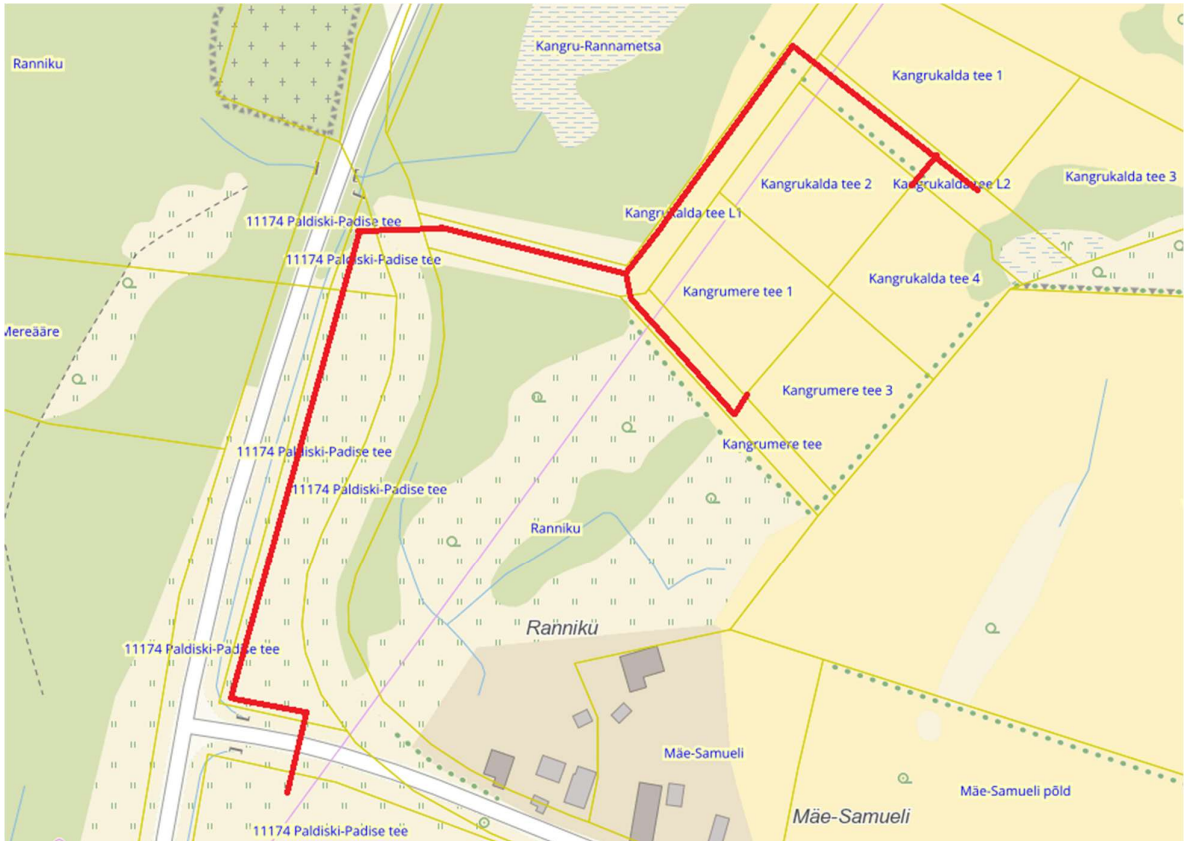 Kangru-Rannametsa
Ranniku
Kangrukalda tee 1
Kangrukalda tee 3
Kangrukalda tee 2
Kangrukalda tee L2
Kangrukalda tee L1
11174 Paldiski-Padise tee
11174 Paldiski-Padise tee
Kangrukalda tee 4
Kangrumere tee 1
Mereääre
Kangrumere tee 3
Kangrumere tee
11174 Paldiski-Padise tee
11174 Paldiski-Padise tee
Ranniku
Ranniku
11174 Paldiski-Padise tee
Mäe-Samueli
Mäe-Samueli põld
Mäe-Samueli
11174 Paldiski-Padise tee